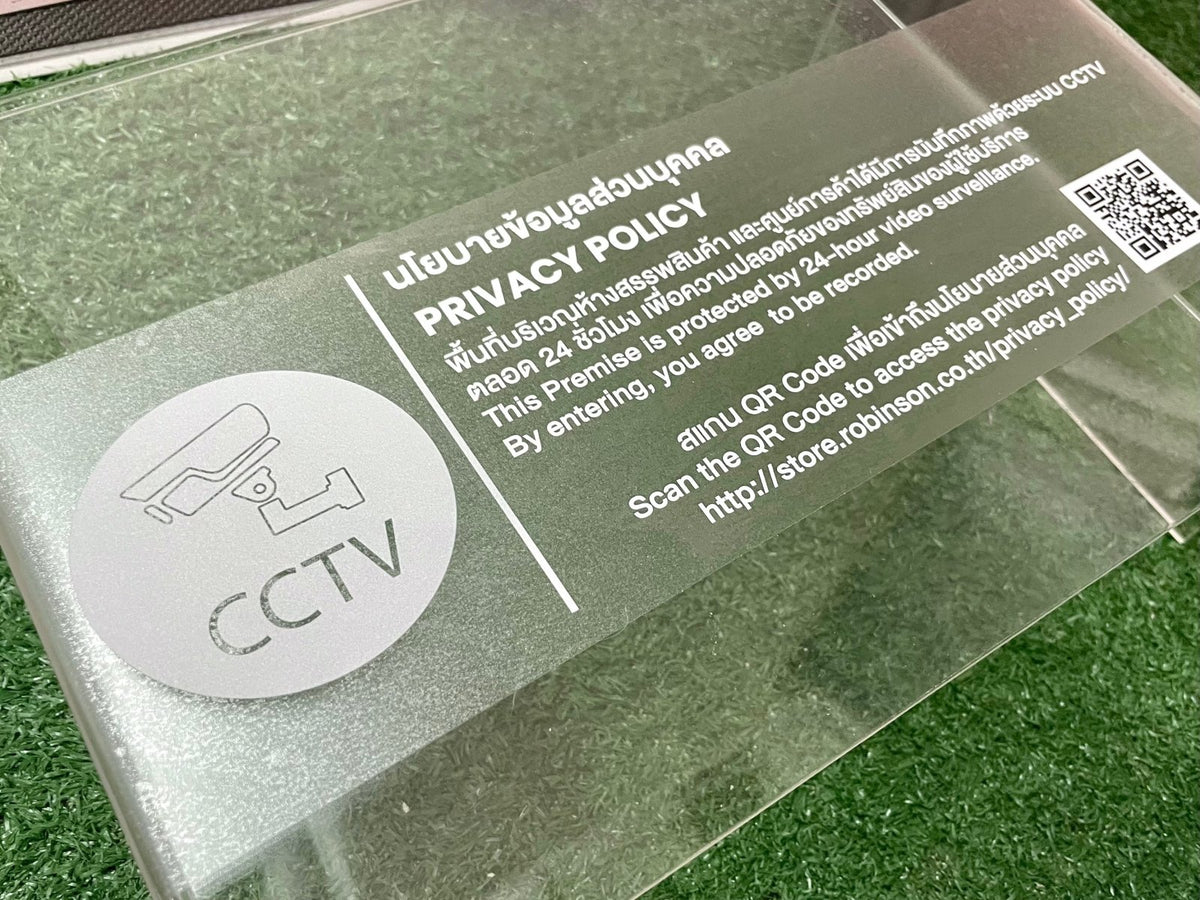 CCTV
นโยบายข้อมูลส่วนบุคคล
PRIVACY POLICY
พื้นที่บริเวณห้างสรรพสินค้า และศูนย์การค้าได้มีการบันทึกภาพด้วยระบบ CCTV
ตลอด 24 ชั่วโมง เพื่อความปลอดภัยของทรัพย์สินของผู้ใช้บริการ
This Premise is protected by 24-hour video surveillance.
By entering, you agree to be recorded.
สแกน QR Code เพื่อเข้าถึงนโยบายส่วนบุคคล
Scan the QR Code to access the privacy policy
http://store.robinson.co.th/privacy_policy/